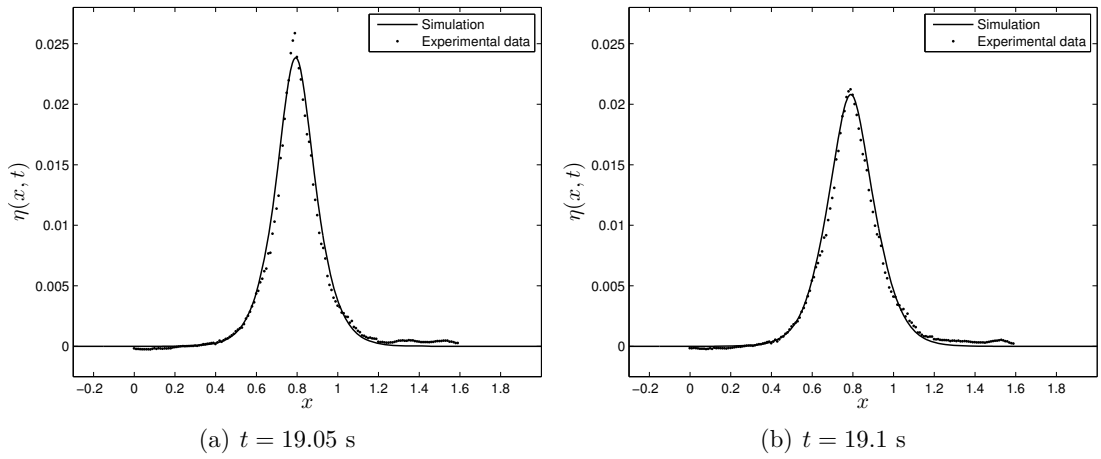 Simulation
Experimental data
0.025
0.02
0.015
0.01
0.005
0
η(x, t)
−0.2 0 0.2 0.4 0.6 0.8 1 1.2 1.4 1.6 1.8
x
(a) t = 19.05 s
Simulation
Experimental data
0.025
0.02
0.015
0.01
0.005
0
η(x, t)
−0.2 0 0.2 0.4 0.6 0.8 1 1.2 1.4 1.6 1.8
x
(b) t = 19.1 s